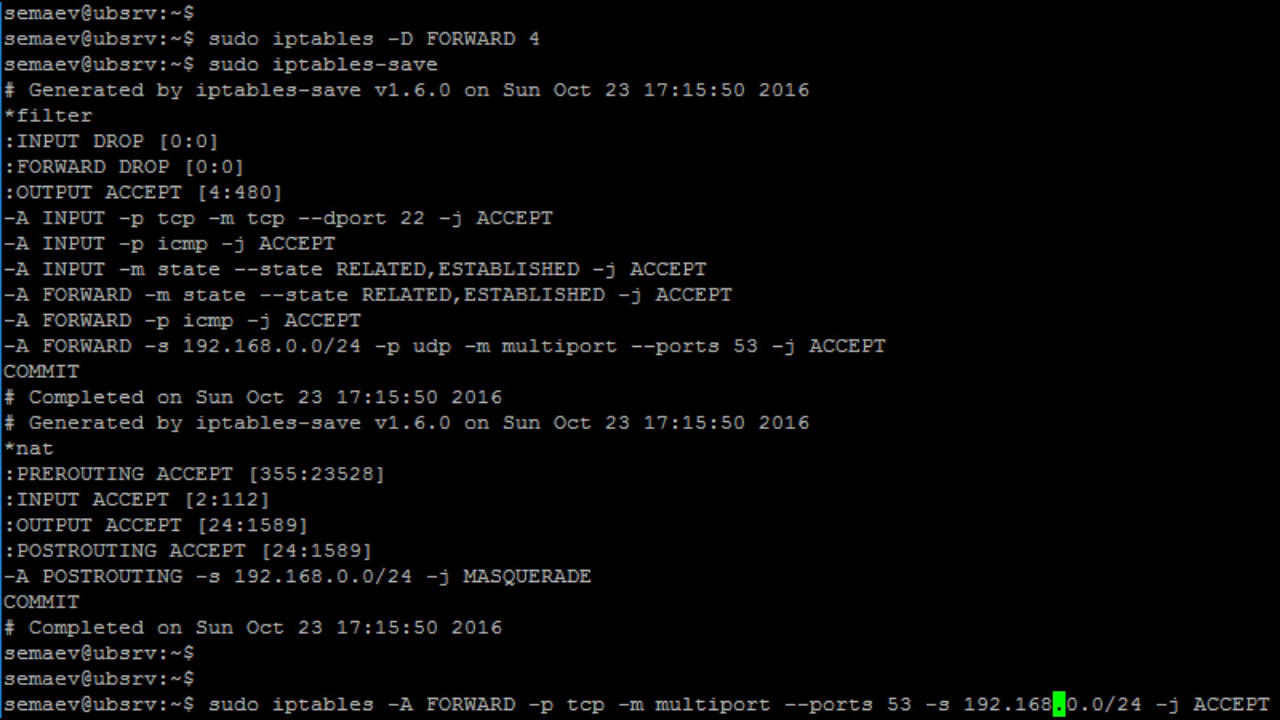 semaev@ubsrv:~$
semaev@ubsrv:~$ sudo iptables -D FORWARD 4
semaev@ubsrv:~$ sudo iptables-save
# Generated by iptables-save v1.6.0 on Sun Oct 23 17:15:50 2016
*filter
:INPUT DROP [0:0]
:FORWARD DROP [0:0]
:OUTPUT ACCEPT [4:480]
-A INPUT -p tcp -m tcp --dport 22 -j ACCEPT
-A INPUT -p icmp -j ACCEPT
-A INPUT -m state --state RELATED,ESTABLISHED -j ACCEPT
-A FORWARD -m state --state RELATED,ESTABLISHED -j ACCEPT
-A FORWARD -p icmp -j ACCEPT
-A FORWARD -s 192.168.0.0/24 -p udp -m multiport --ports 53 -j ACCEPT
COMMIT
# Completed on Sun Oct 23 17:15:50 2016
# Generated by iptables-save v1.6.0 on Sun Oct 23 17:15:50 2016
*nat
:PREROUTING ACCEPT [355:23528]
:INPUT ACCEPT [2:112]
:OUTPUT ACCEPT [24:1589]
:POSTROUTING ACCEPT [24:1589]
-A POSTROUTING -s 192.168.0.0/24 -j MASQUERADE
COMMIT
# Completed on Sun Oct 23 17:15:50 2016
semaev@ubsrv:~$
semaev@ubsrv:~$
semaev@ubsrv:~$ sudo iptables -A FORWARD -p tcp -m multiport --ports 53 -s 192.168.0.0/24 -j ACCEPT